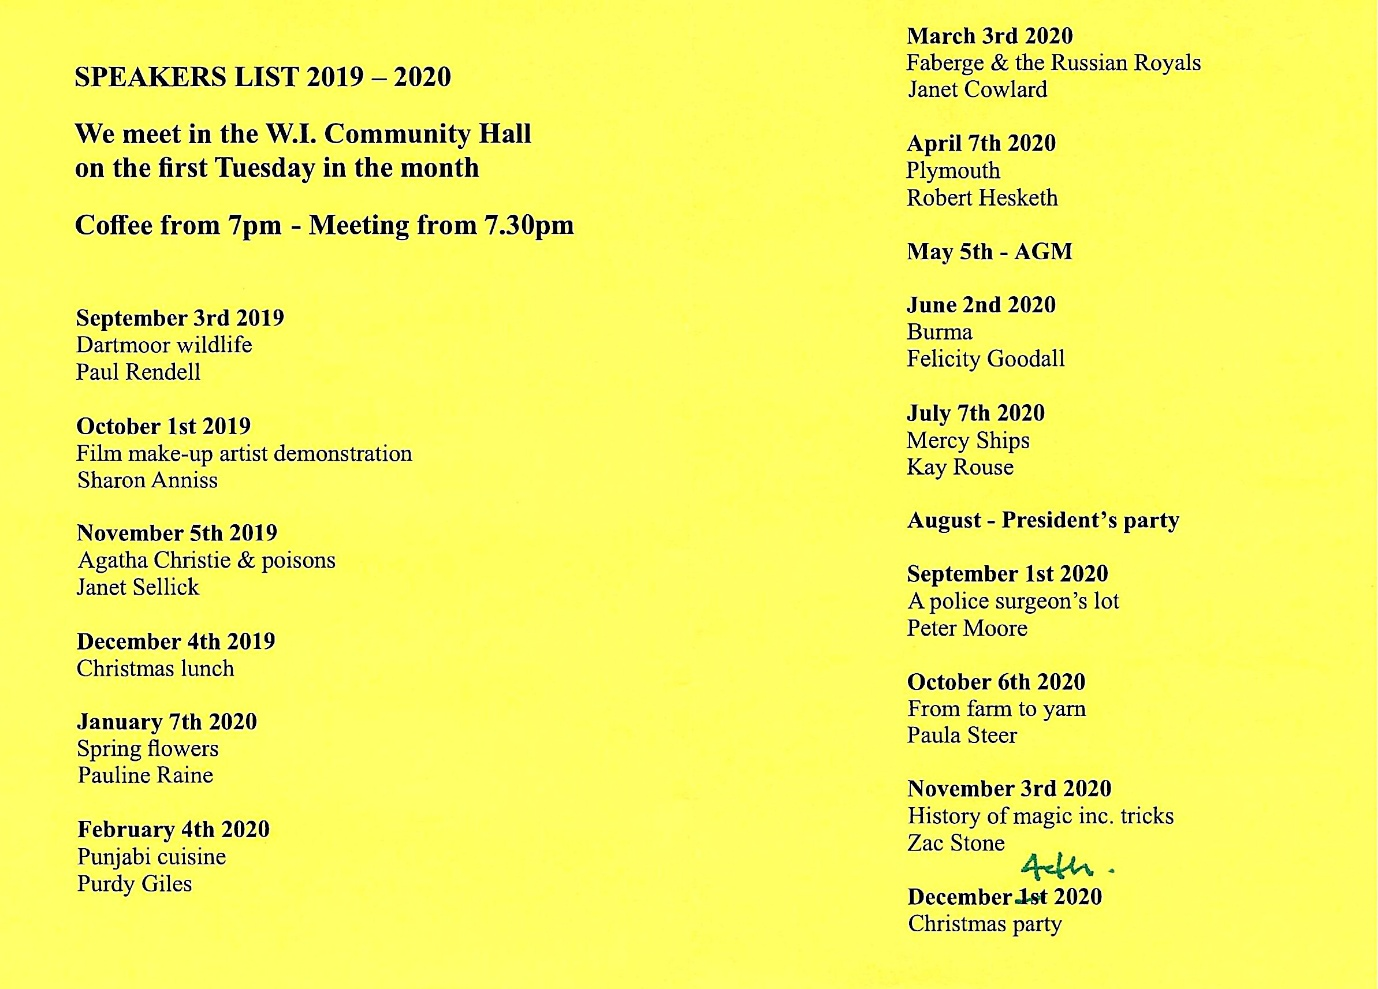 SPEAKERS LIST 2019 – 2020
We meet in the W.I. Community Hall
on the first Tuesday in the month
Coffee from 7pm - Meeting from 7.30pm
September 3rd 2019
Dartmoor wildlife
Paul Rendell
October 1st 2019
Film make-up artist demonstration
Sharon Anniss
November 5th 2019
Agatha Christie & poisons
Janet Sellick
December 4th 2019
Christmas lunch
January 7th 2020
Spring flowers
Pauline Raine
February 4th 2020
Punjabi cuisine
Purdy Giles
March 3rd 2020
Faberge & the Russian Royals
Janet Cowlard
April 7th 2020
Plymouth
Robert Hesketh
May 5th - AGM
June 2nd 2020
Burma
Felicity Goodall
July 7th 2020
Mercy Ships
Kay Rouse
August - President’s party
September 1st 2020
A police surgeon’s lot
Peter Moore
October 6th 2020
From farm to yarn
Paula Steer
November 3rd 2020
History of magic inc. tricks
Zac Stone
December 1st 2020
Christmas party